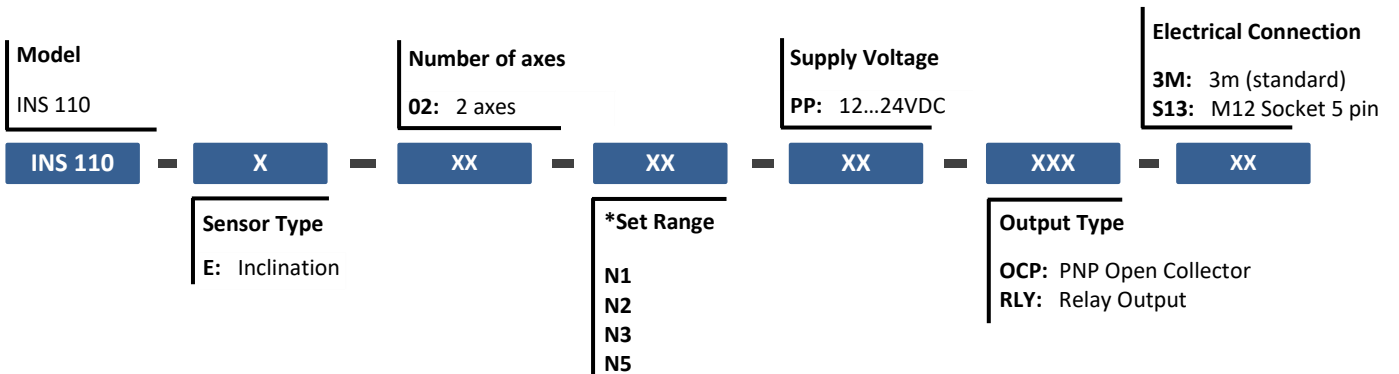 Model
INS 110
Number of axes
02: 2 axes
Supply Voltage
PP: 12...24VDC
Electrical Connection
3M: 3m (standard)
S13: M12 Socket 5 pin
INS 110 - X - XX - XX - XX - XXX - XX
Sensor Type
E: Inclination
*Set Range
N1
N2
N3
N5
Output Type
OCP: PNP Open Collector
RLY: Relay Output